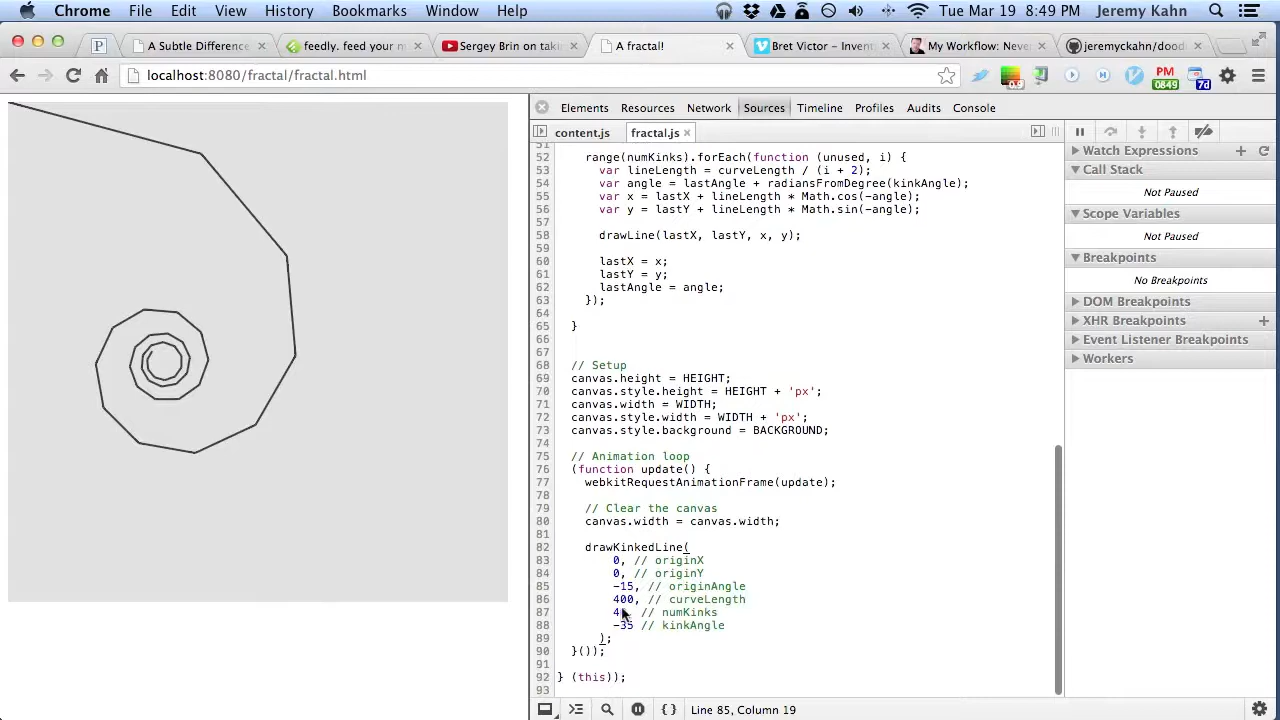 Chrome File Edit View History Bookmarks Window Help Tue Mar 19 8:49 PM Jeremy Kahn
P A Subtle Difference feedly. feed your m Sergey Brin on tal A fractal! Bret Victor - Invent My Workflow: Neve jeremyckahn/dood
localhost:8080/fractal/fractal.html 0.9 PM 0849 7d
Elements Resources Network Sources Timeline Profiles Audits Console
content.js fractal.js
51
52 range(numKinks).forEach(function (unused, i) {
53 var lineLength = curveLength / (i + 2);
54 var angle = lastAngle + radiansFromDegree(kinkAngle);
55 var x = lastX + lineLength * Math.cos(-angle);
56 var y = lastY + lineLength * Math.sin(-angle);
57
58 drawLine(lastX, lastY, x, y);
59
60 lastX = x;
61 lastY = y;
62 lastAngle = angle;
63 });
64
65 }
66
67
68 // Setup
69 canvas.height = HEIGHT;
70 canvas.style.height = HEIGHT + 'px';
71 canvas.width = WIDTH;
72 canvas.style.width = WIDTH + 'px';
73 canvas.style.background = BACKGROUND;
74
75 // Animation loop
76 (function update() {
77 webkitRequestAnimationFrame(update);
78
79 // Clear the canvas
80 canvas.width = canvas.width;
81
82 drawKinkedLine(
83 0, // originX
84 0, // originY
85 -15, // originAngle
86 400, // curveLength
87 // numKinks
88 -35 // kinkAngle
89 );
90 }());
91
92 } (this));
93
Watch Expressions
Call Stack
Not Paused
Scope Variables
Not Paused
Breakpoints
No Breakpoints
DOM Breakpoints
XHR Breakpoints
Event Listener Breakpoints
Workers
{ } Line 85, Column 19